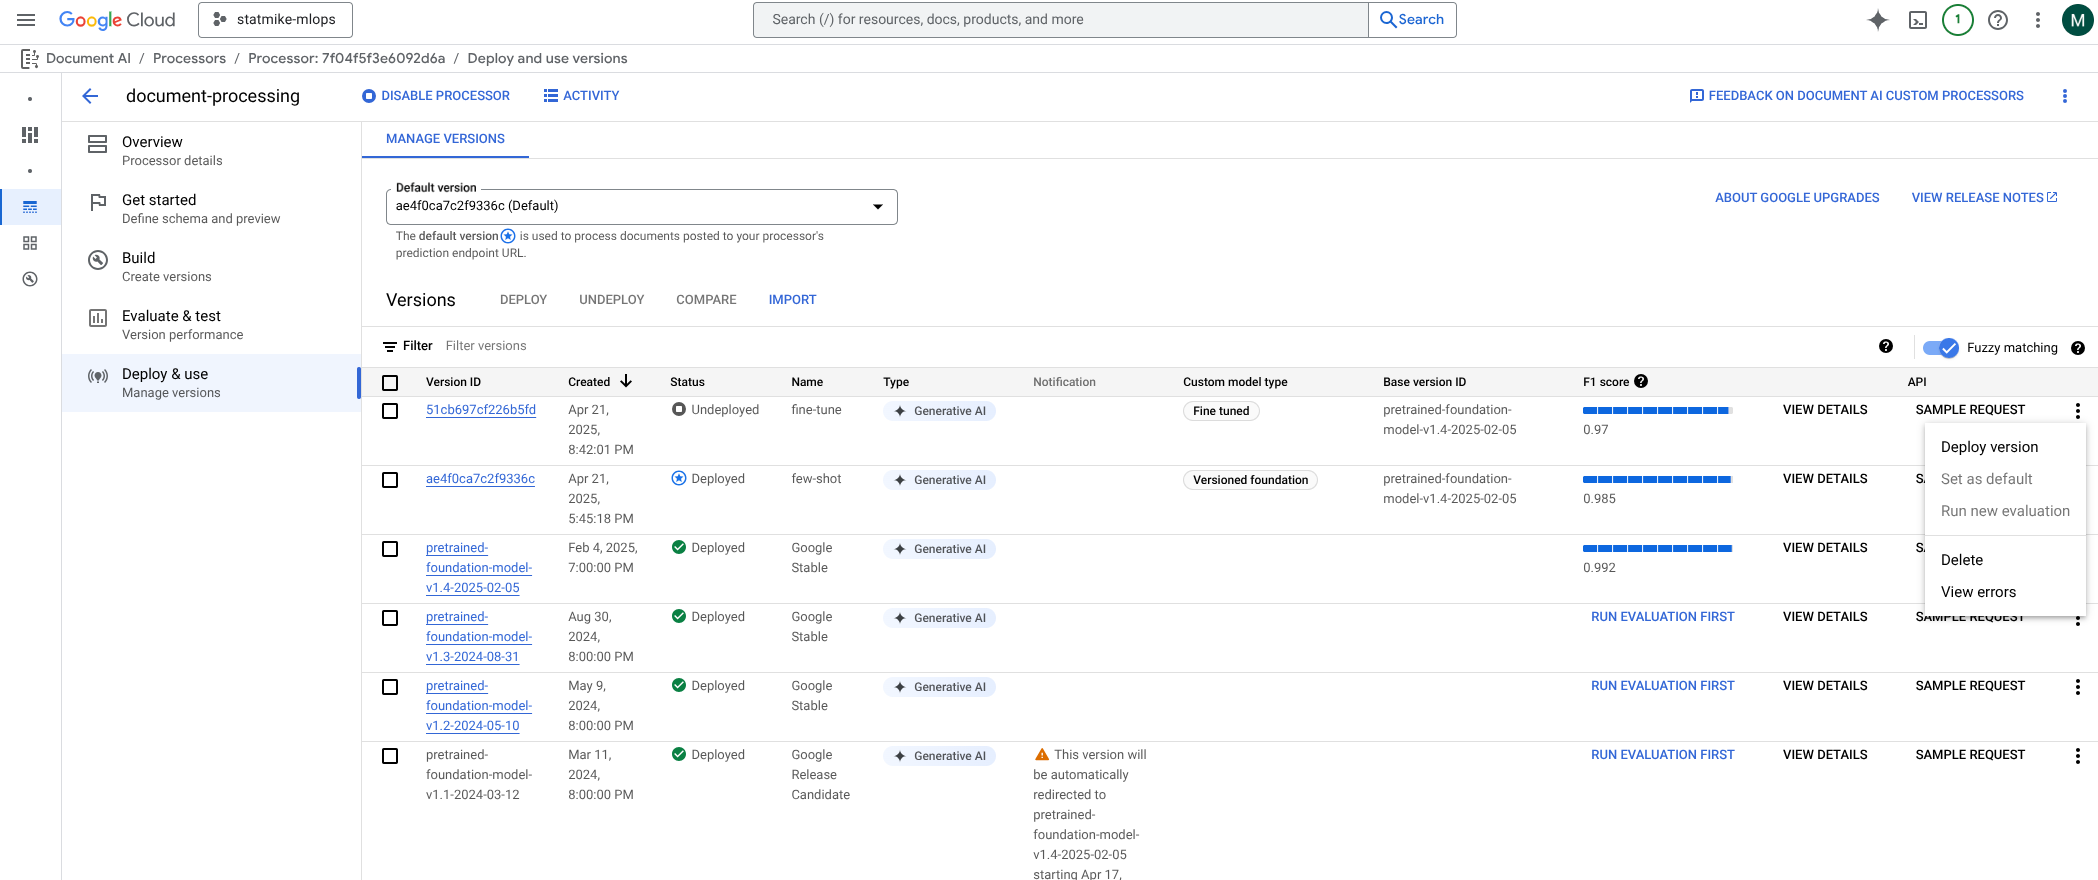 Google Cloud
statmike-mlops
Search (/) for resources, docs, products, and more
Search
1
M
Document AI / Processors / Processor: 7f04f5f3e6092d6a / Deploy and use versions
document-processing
DISABLE PROCESSOR
ACTIVITY
FEEDBACK ON DOCUMENT AI CUSTOM PROCESSORS
Overview
Processor details
Get started
Define schema and preview
Build
Create versions
Evaluate & test
Version performance
Deploy & use
Manage versions
MANAGE VERSIONS
Default version
ae4f0ca7c2f9336c (Default)
The default version is used to process documents posted to your processor's
prediction endpoint URL.
ABOUT GOOGLE UPGRADES
VIEW RELEASE NOTES
Versions
DEPLOY
UNDEPLOY
COMPARE
IMPORT
Filter
Filter versions
Fuzzy matching
Version ID
Created
Status
Name
Type
Notification
Custom model type
Base version ID
F1 score
API
51cb697cf226b5fd
Apr 21,
2025,
8:42:01 PM
Undeployed
fine-tune
Generative AI
Fine tuned
pretrained-foundation-
model-v1.4-2025-02-05
0.97
VIEW DETAILS
SAMPLE REQUEST
Deploy version
Set as default
Run new evaluation
Delete
View errors
ae4f0ca7c2f9336c
Apr 21,
2025,
5:45:18 PM
Deployed
few-shot
Generative AI
Versioned foundation
pretrained-foundation-
model-v1.4-2025-02-05
0.985
VIEW DETAILS
pretrained-
foundation-model-
v1.4-2025-02-05
Feb 4, 2025,
7:00:00 PM
Deployed
Google
Stable
Generative AI
0.992
VIEW DETAILS
pretrained-
foundation-model-
v1.3-2024-08-31
Aug 30,
2024,
8:00:00 PM
Deployed
Google
Stable
Generative AI
RUN EVALUATION FIRST
VIEW DETAILS
SAMPLE REQUEST
pretrained-
foundation-model-
v1.2-2024-05-10
May 9,
2024,
8:00:00 PM
Deployed
Google
Stable
Generative AI
RUN EVALUATION FIRST
VIEW DETAILS
SAMPLE REQUEST
pretrained-
foundation-model-
v1.1-2024-03-12
Mar 11,
2024,
8:00:00 PM
Deployed
Google
Release
Candidate
Generative AI
This version will
be automatically
redirected to
pretrained-
foundation-model-
v1.4-2025-02-05
starting Apr 17,
RUN EVALUATION FIRST
VIEW DETAILS
SAMPLE REQUEST